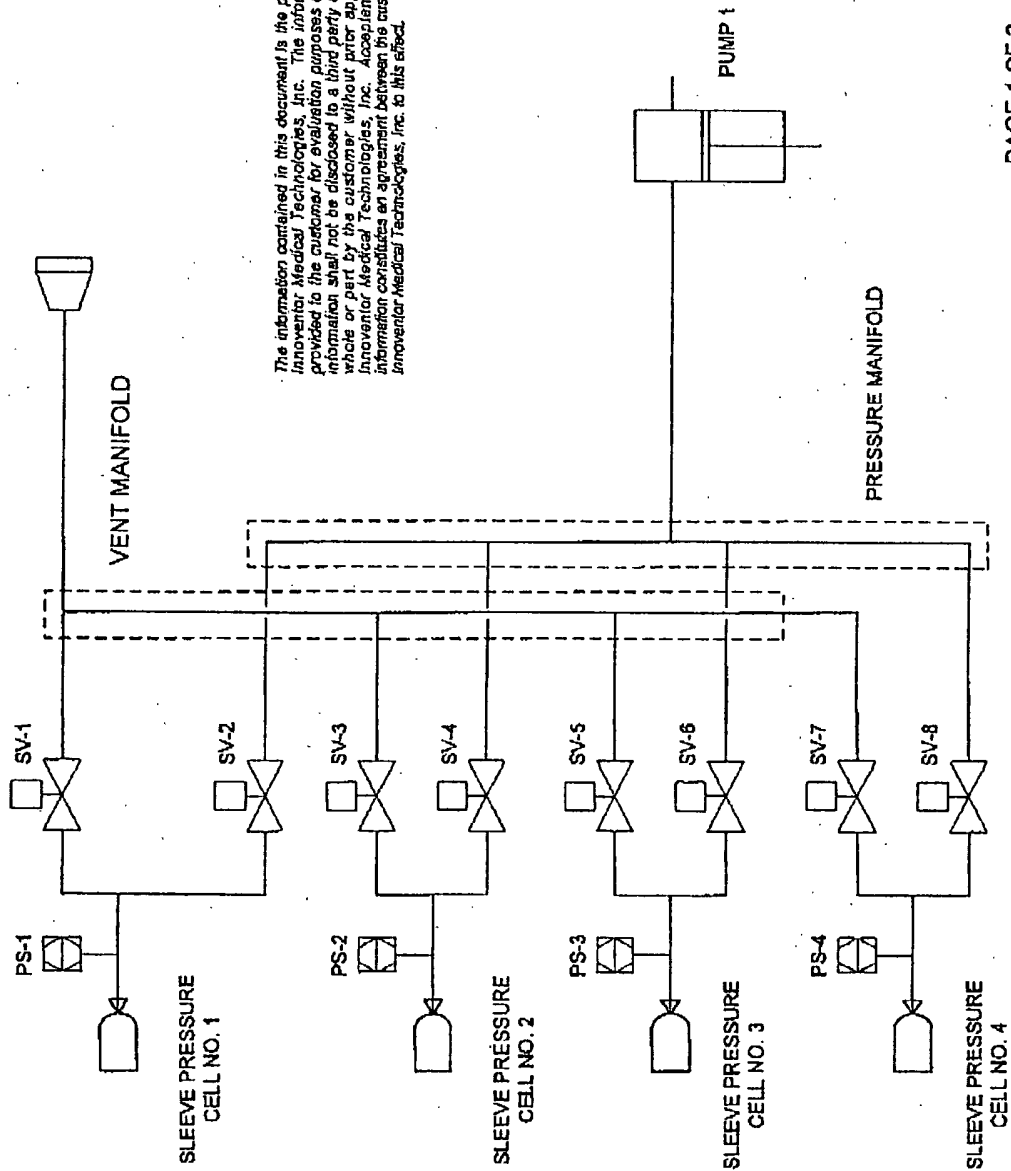 The information contained in this document is the
Innoventor Medical Technologies, Inc. The
provided to the customer for evaluation purposes
information shall not be disclosed to a third party
whole or part by the customer without prior
Innoventor Medical Technologies, Inc.
information constitutes an agreement between the
Innoventor Medical Technologies, Inc. to this effect.
VENT MANIFOLD
PUMP 1
PRESSURE MANIFOLD
SV-1
SV-2
SV-3
SV-4
SV-5
SV-6
SV-7
SV-8
PS-1
PS-2
PS-3
PS-4
SLEEVE PRESSURE
CELL NO. 1
SLEEVE PRESSURE
CELL NO. 2
SLEEVE PRESSURE
CELL NO. 3
SLEEVE PRESSURE
CELL NO. 4
PAGE 1 OF 2